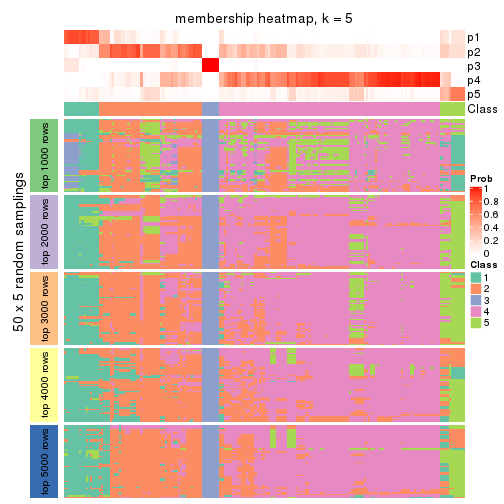 membership heatmap, k = 5
p1
p2
p3
p4
p5
Class
50 x 5 random samplings
top 1000 rows
top 2000 rows
top 3000 rows
top 4000 rows
top 5000 rows
Prob
1
0.8
0.6
0.4
0.2
0
Class
1
2
3
4
5